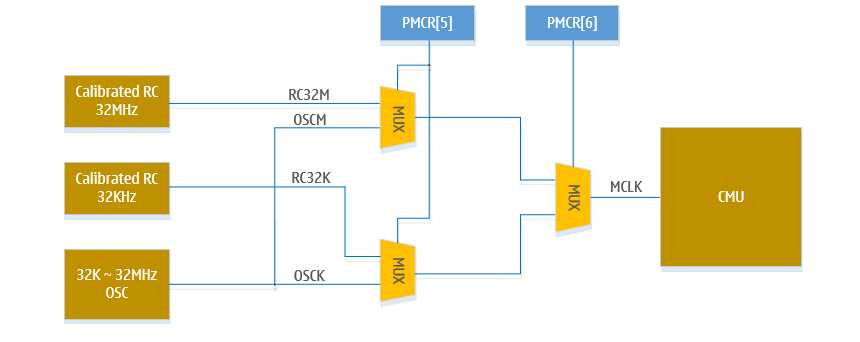 PMCR[5]
PMCR[6]
Calibrated RC
32MHz
RC32M
OSCM
MUX
Calibrated RC
32KHz
RC32K
MUX
MCLK
CMU
32K ~ 32MHz
OSC
OSCK
MUX